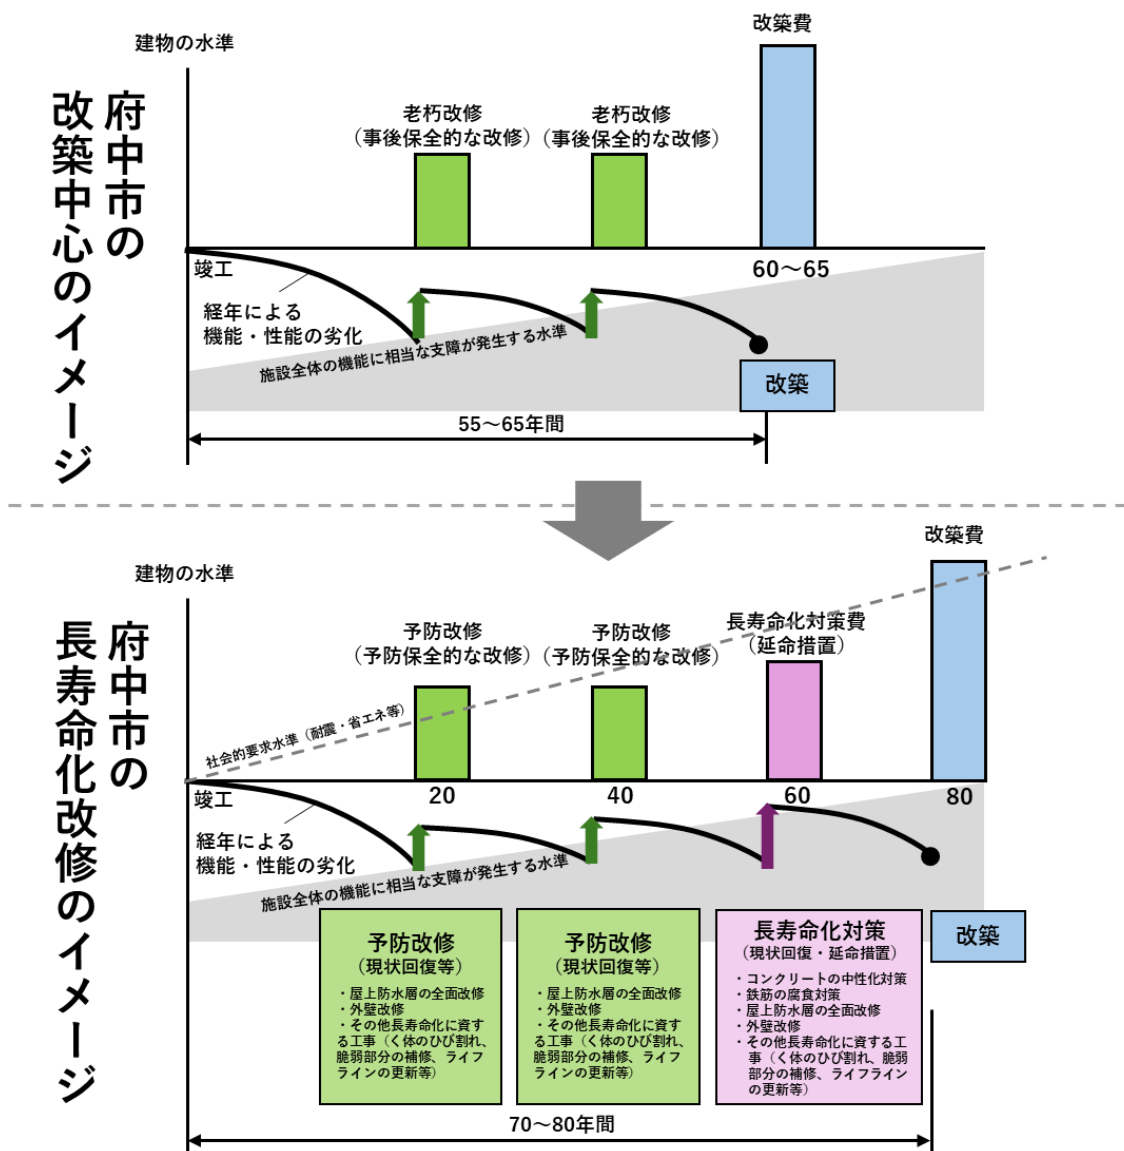 府中市の
改築中心のイメージ
建物の水準
改築費
老朽改修
（事後保全的な改修）
老朽改修
（事後保全的な改修）
竣工
60～65
経年による
機能・性能の劣化
施設全体の機能に相当な支障が発生する水準
改築
55～65年間
府中市の
長寿命化改修のイメージ
建物の水準
改築費
予防改修
（予防保全的な改修）
予防改修
（予防保全的な改修）
長寿命化対策費
（延命措置）
社会的要求水準（耐震・省エネ等）
竣工
20
40
60
80
経年による
機能・性能の劣化
施設全体の機能に相当な支障が発生する水準
予防改修
（現状回復等）
・屋上防水層の全面改修
・外壁改修
・その他長寿命化に資す
る工事（く体のひび割れ、
脆弱部分の補修、ライフ
ラインの更新等）
予防改修
（現状回復等）
・屋上防水層の全面改修
・外壁改修
・その他長寿命化に資す
る工事（く体のひび割れ、
脆弱部分の補修、ライフ
ラインの更新等）
長寿命化対策
（現状回復・延命措置）
・コンクリートの中性化対策
・鉄筋の腐食対策
・屋上防水層の全面改修
・外壁改修
・その他長寿命化に資する工
事（く体のひび割れ、脆弱
部分の補修、ライフライン
の更新等）
改築
70～80年間